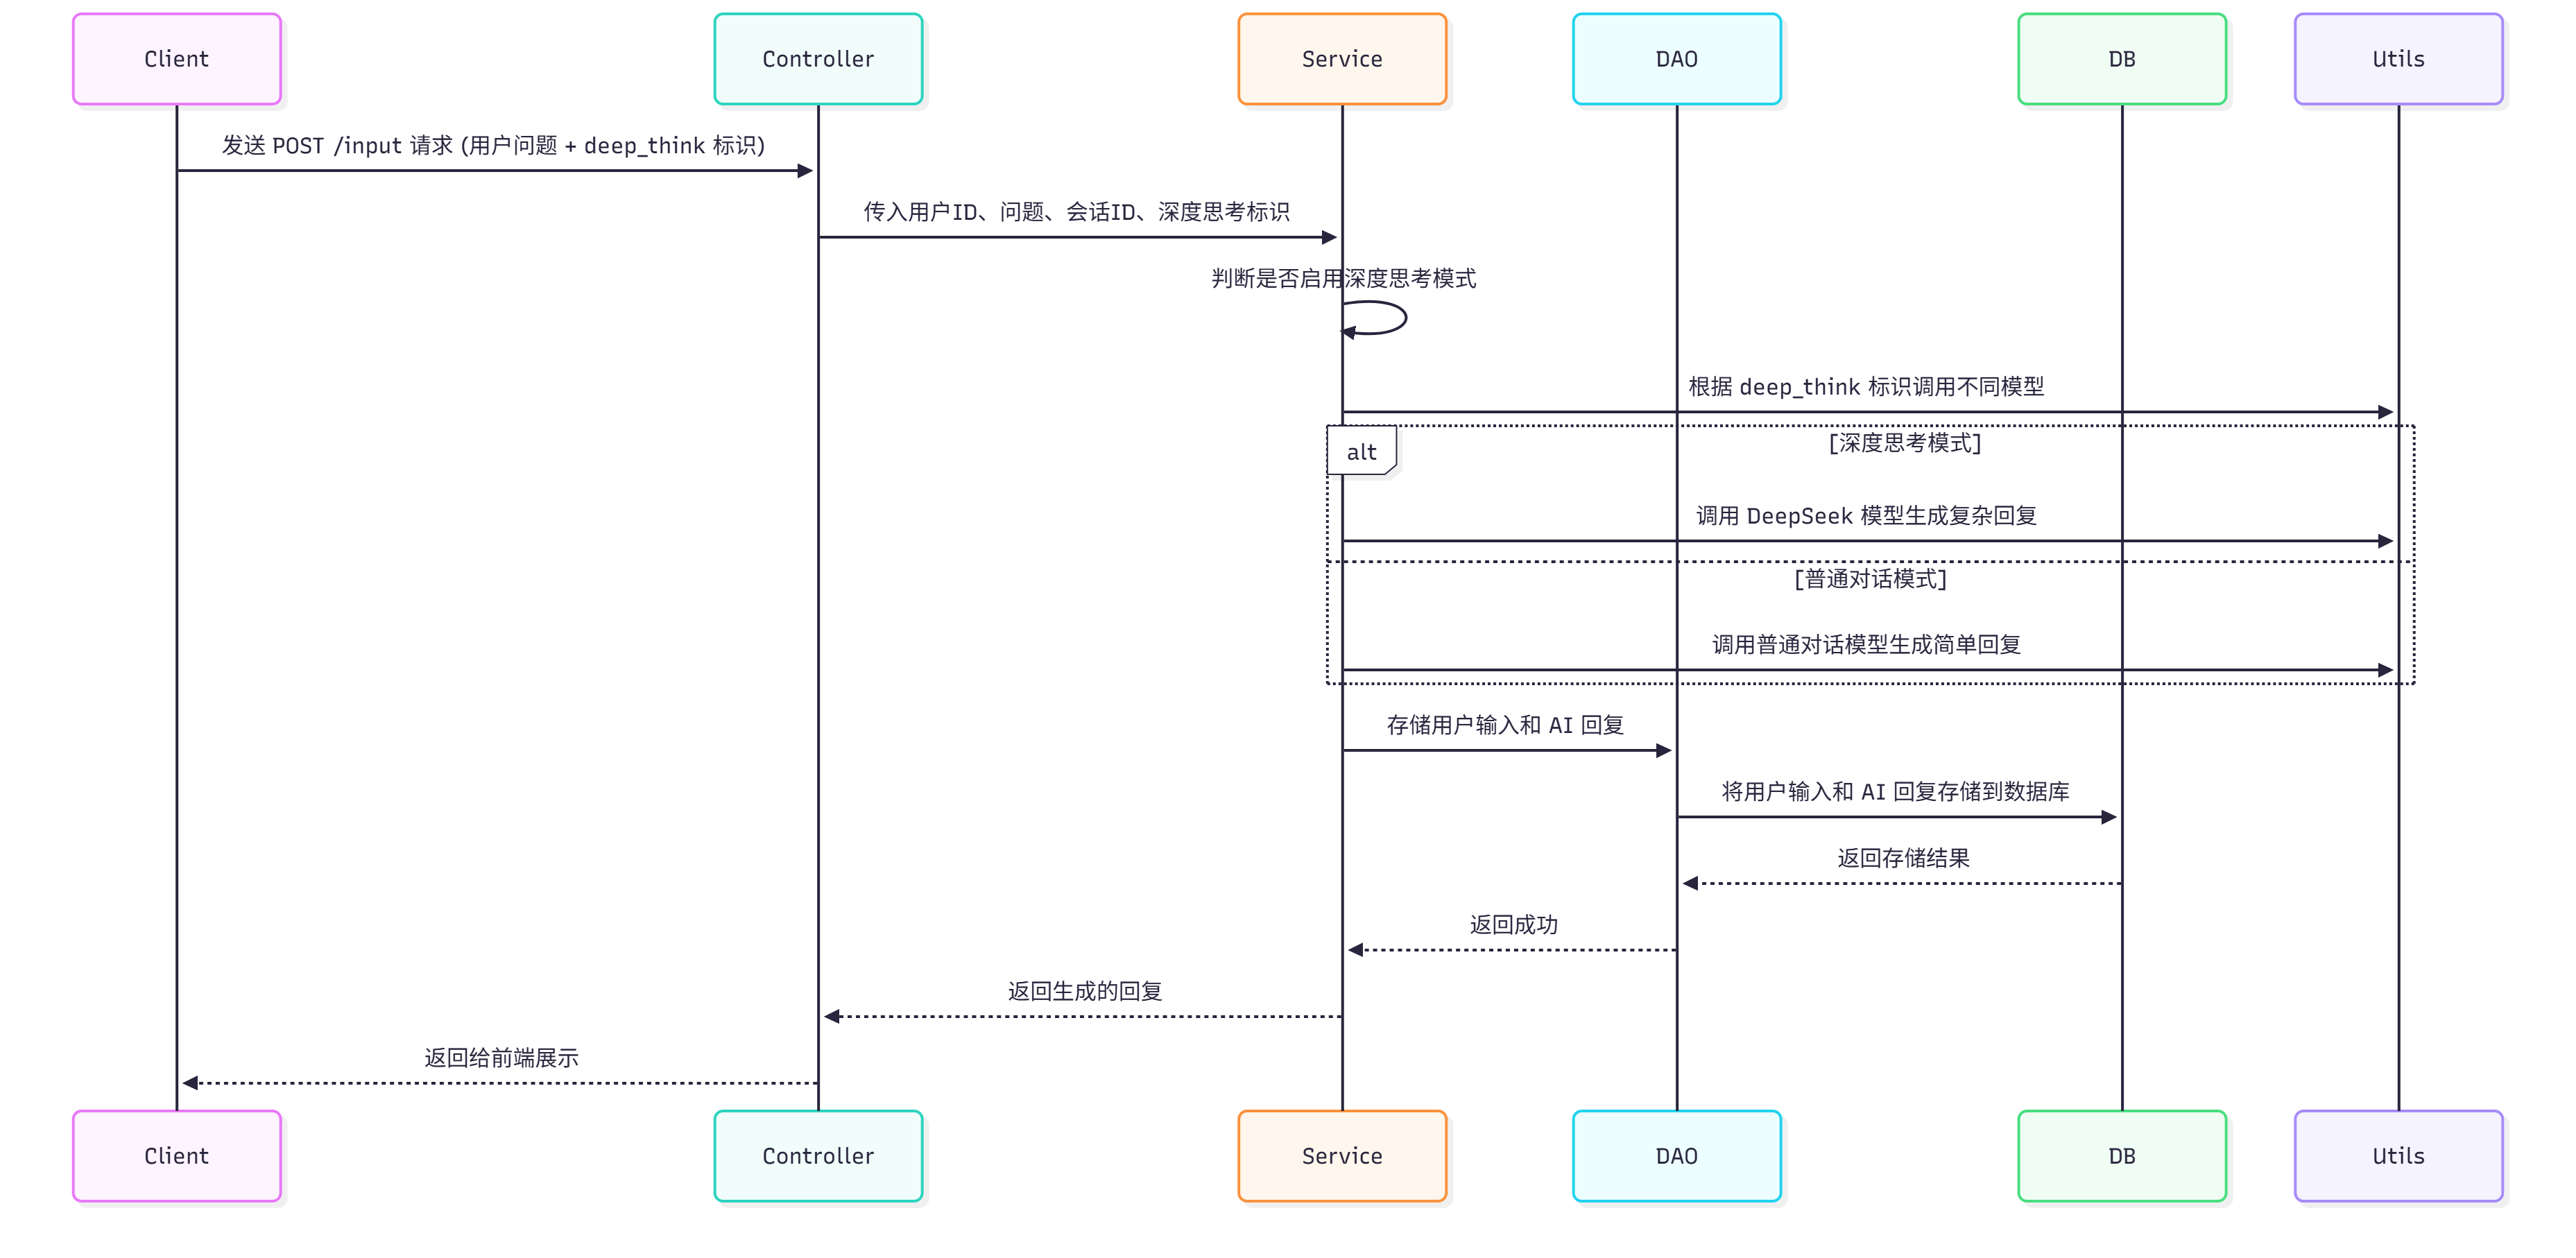 Client
Controller
Service
DAO
DB
Utils
发送 POST /input 请求 (用户问题 + deep_think 标识)
传入用户ID、问题、会话ID、深度思考标识
判断是否启用深度思考模式
根据 deep_think 标识调用不同模型
alt
[深度思考模式]
调用 DeepSeek 模型生成复杂回复
[普通对话模式]
调用普通对话模型生成简单回复
存储用户输入和 AI 回复
将用户输入和 AI 回复存储到数据库
返回存储结果
返回成功
返回生成的回复
返回给前端展示
Client
Controller
Service
DAO
DB
Utils